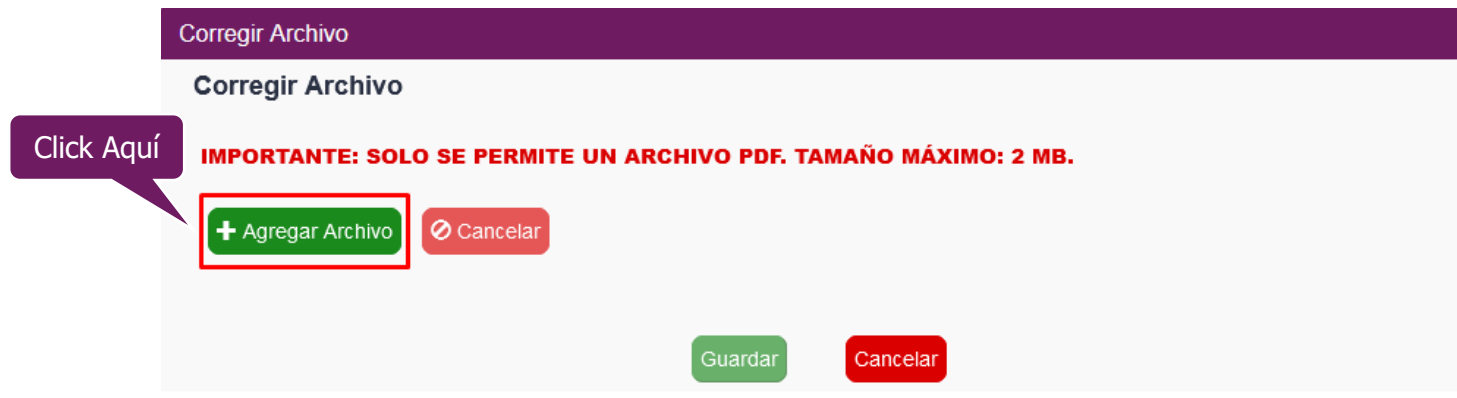 Corregir Archivo
Corregir Archivo
Click Aquí
IMPORTANTE: SOLO SE PERMITE UN ARCHIVO PDF. TAMAÑO MÁXIMO: 2 MB.
Agregar Archivo Cancelar
Guardar Cancelar